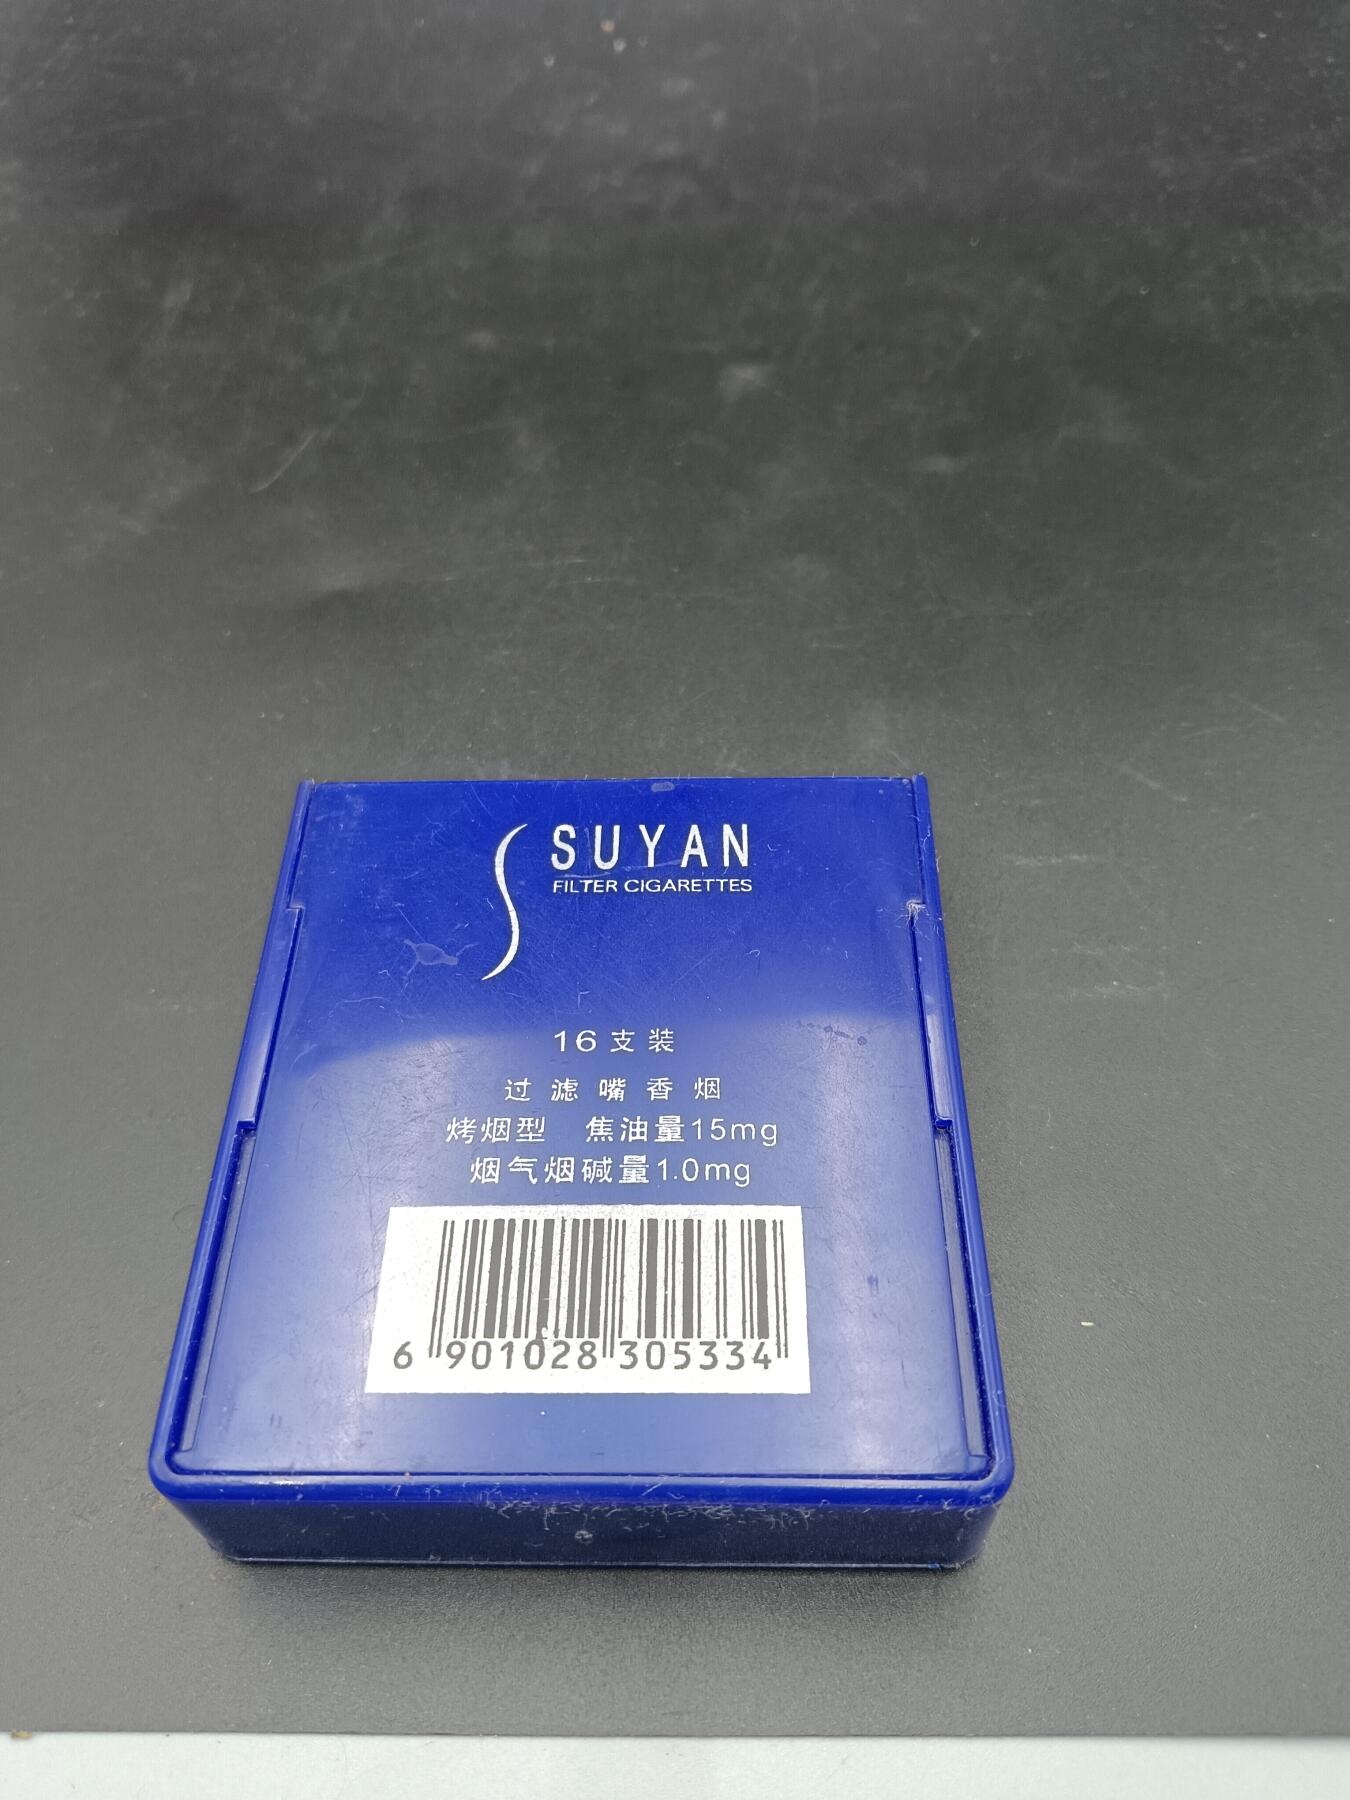 SUYAN
FILTER CIGARETTES
16支装
过滤嘴香烟
烤烟型 焦油量15mg
烟气烟碱量1.0mg
6 901028 305334